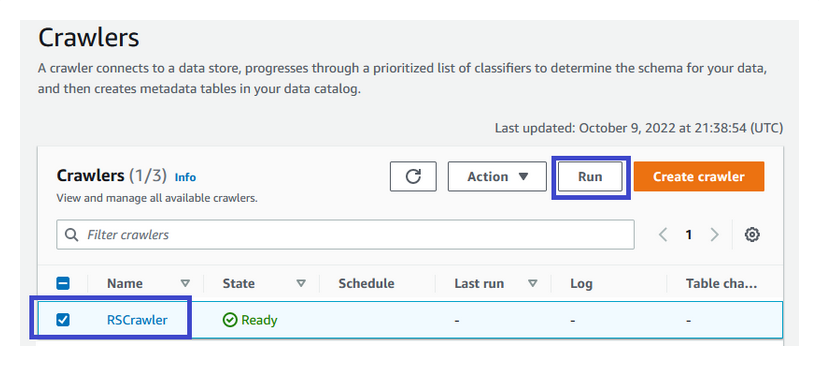 Crawlers
A crawler connects to a data store, progresses through a prioritized list of classifiers to determine the schema for your data,
and then creates metadata tables in your data catalog.
Last updated: October 9, 2022 at 21:38:54 (UTC)
Crawlers (1/3) Info
Action Run Create crawler
View and manage all available crawlers.
Filter crawlers 1
Name State Schedule Last run Log Table cha...
RSCrawler Ready - - -